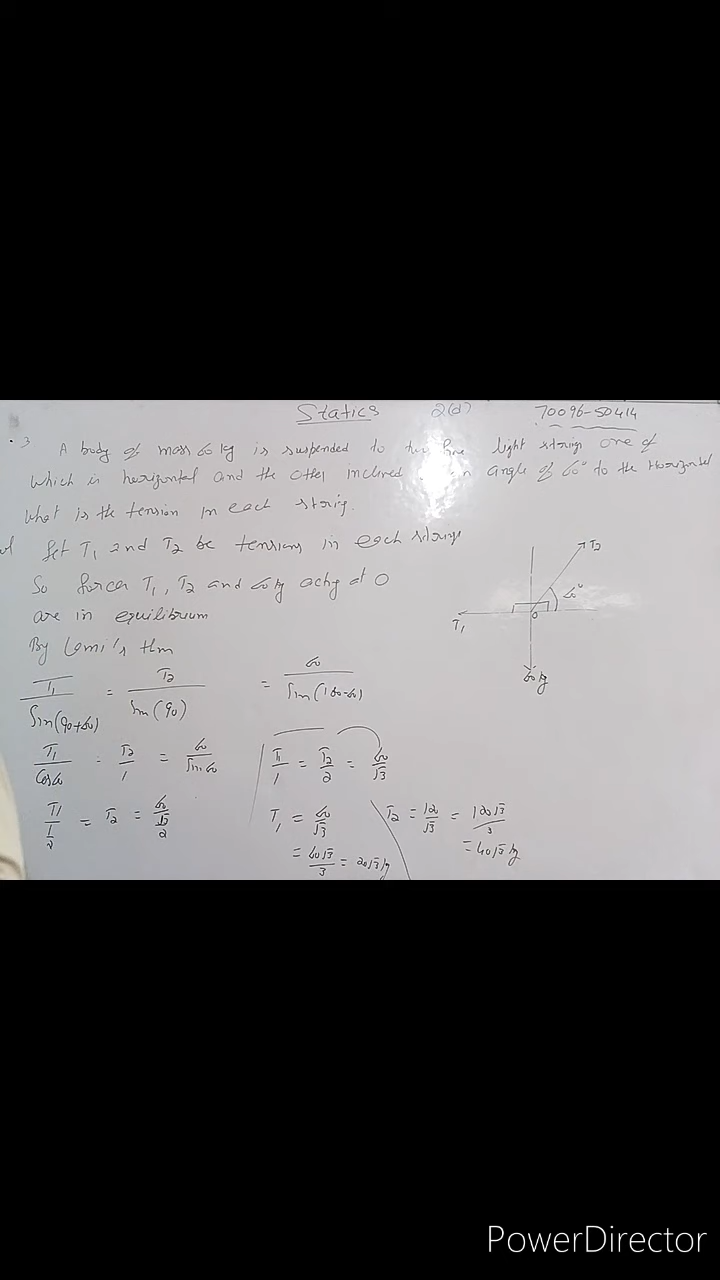 Statics 2(d) 70096-50414
3 A body of mass 60 kg is suspended to two fine light strings one of
which is horizontal and the other inclined an angle of 60° to the Horizontal
what is the tension in each string.
Let T₁ and T₂ be tensions in each strings
So forces T₁, T₂ and 60 kg actg at O
are in equilibrium
By Lami's thm
T₁/Sin(90+60) = T₂/Sin(90) = 60/Sin(180-60)
T₁/Cos60 = T₂/1 = 60/Sin60
T₁/(1/2) = T₂ = 60/(√3/2)
T₁/1 = T₂/2 = 60/√3
T₁ = 60/√3
= 60√3/3 = 20√3 kg
T₂ = 120/√3 = 120√3/3
= 40√3 kg
T₂
60°
T₁ O
60 kg
PowerDirector